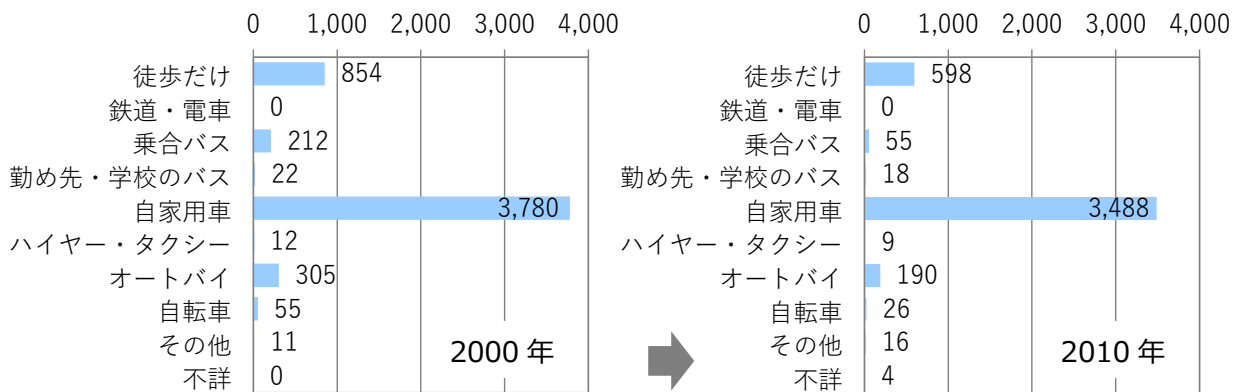 0 1,000 2,000 3,000 4,000
徒歩だけ 854
鉄道・電車 0
乗合バス 212
勤め先・学校のバス 22
自家用車 3,780
ハイヤー・タクシー 12
オートバイ 305
自転車 55
その他 11
不詳 0
2000 年
0 1,000 2,000 3,000 4,000
徒歩だけ 598
鉄道・電車 0
乗合バス 55
勤め先・学校のバス 18
自家用車 3,488
ハイヤー・タクシー 9
オートバイ 190
自転車 26
その他 16
不詳 4
2010 年